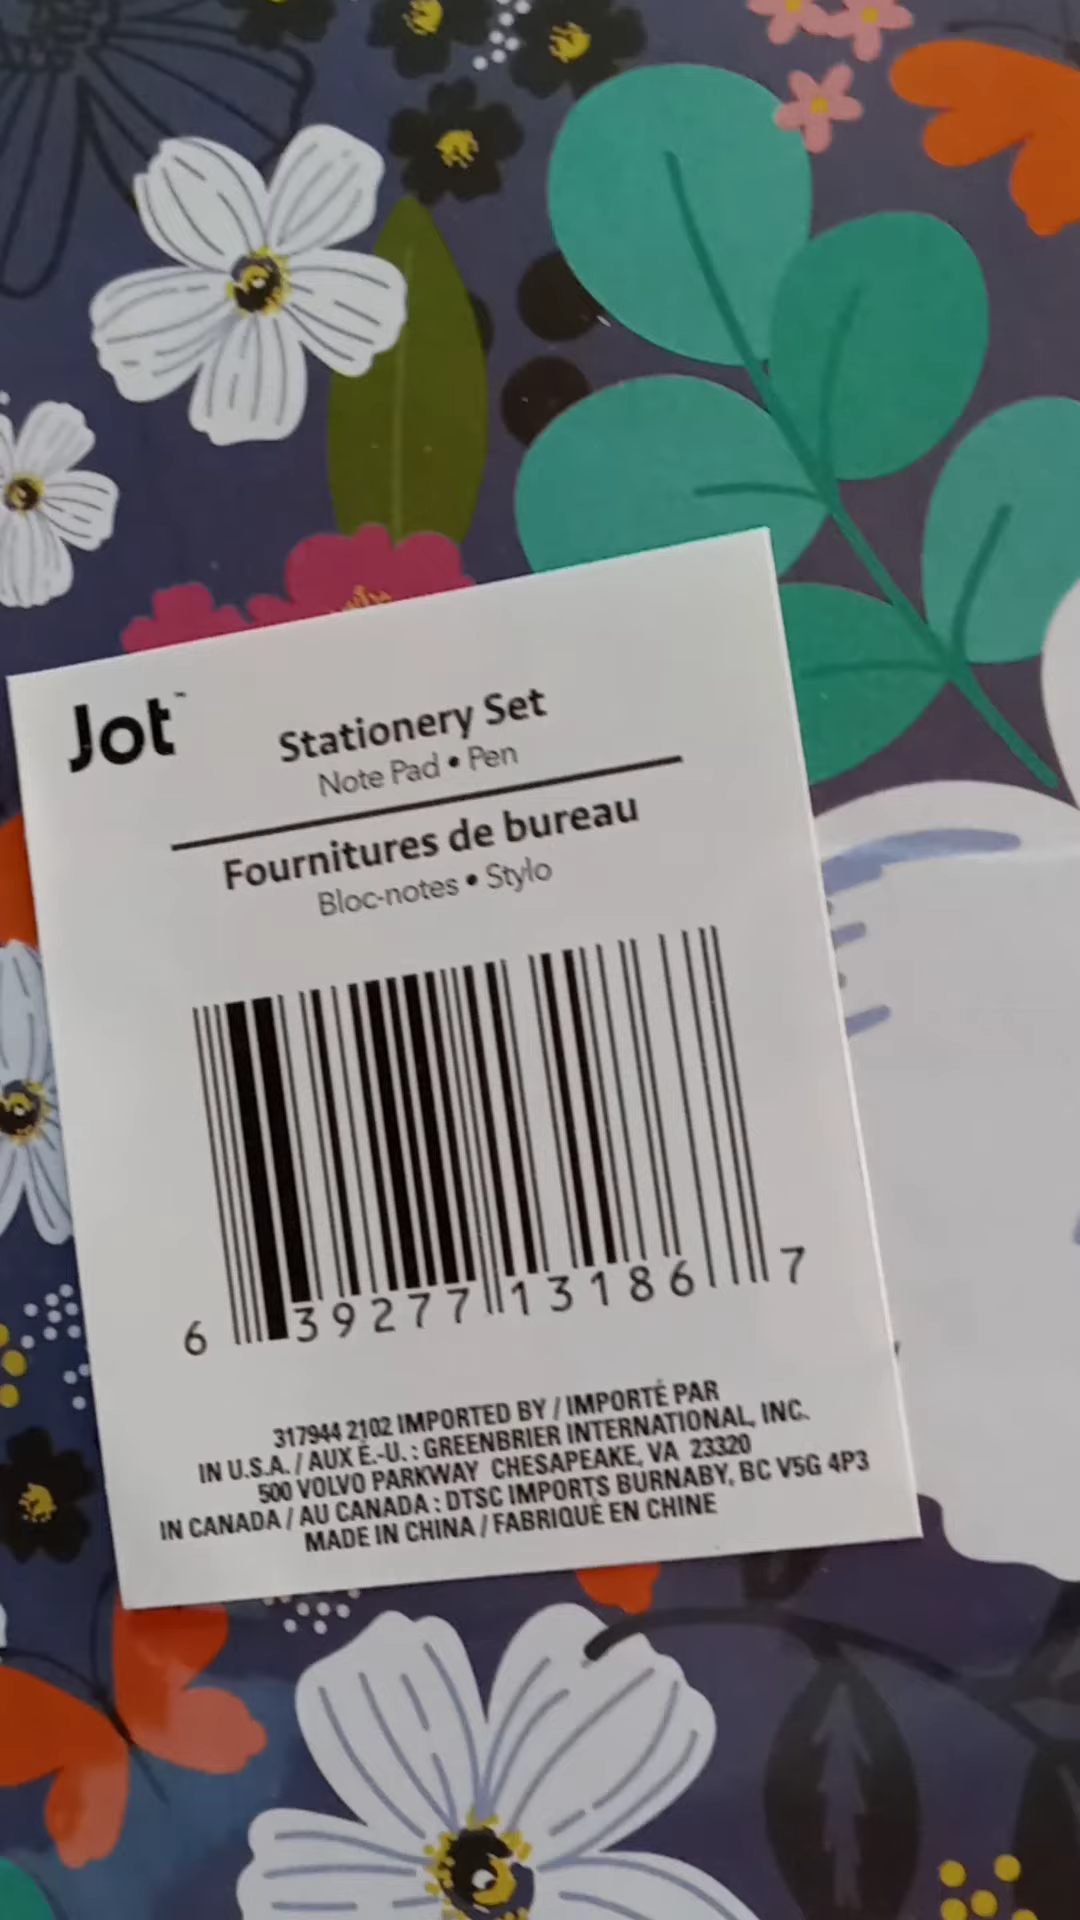 Jot™
Stationery Set
Note Pad • Pen
Fournitures de bureau
Bloc-notes • Stylo
6 39277 13186 7
317944 2102 IMPORTED BY / IMPORTÉ PAR
IN U.S.A. / AUX É.-U. : GREENBRIER INTERNATIONAL, INC.
500 VOLVO PARKWAY CHESAPEAKE, VA 23320
IN CANADA / AU CANADA : DTSC IMPORTS BURNABY, BC V5G 4P3
MADE IN CHINA / FABRIQUÉ EN CHINE